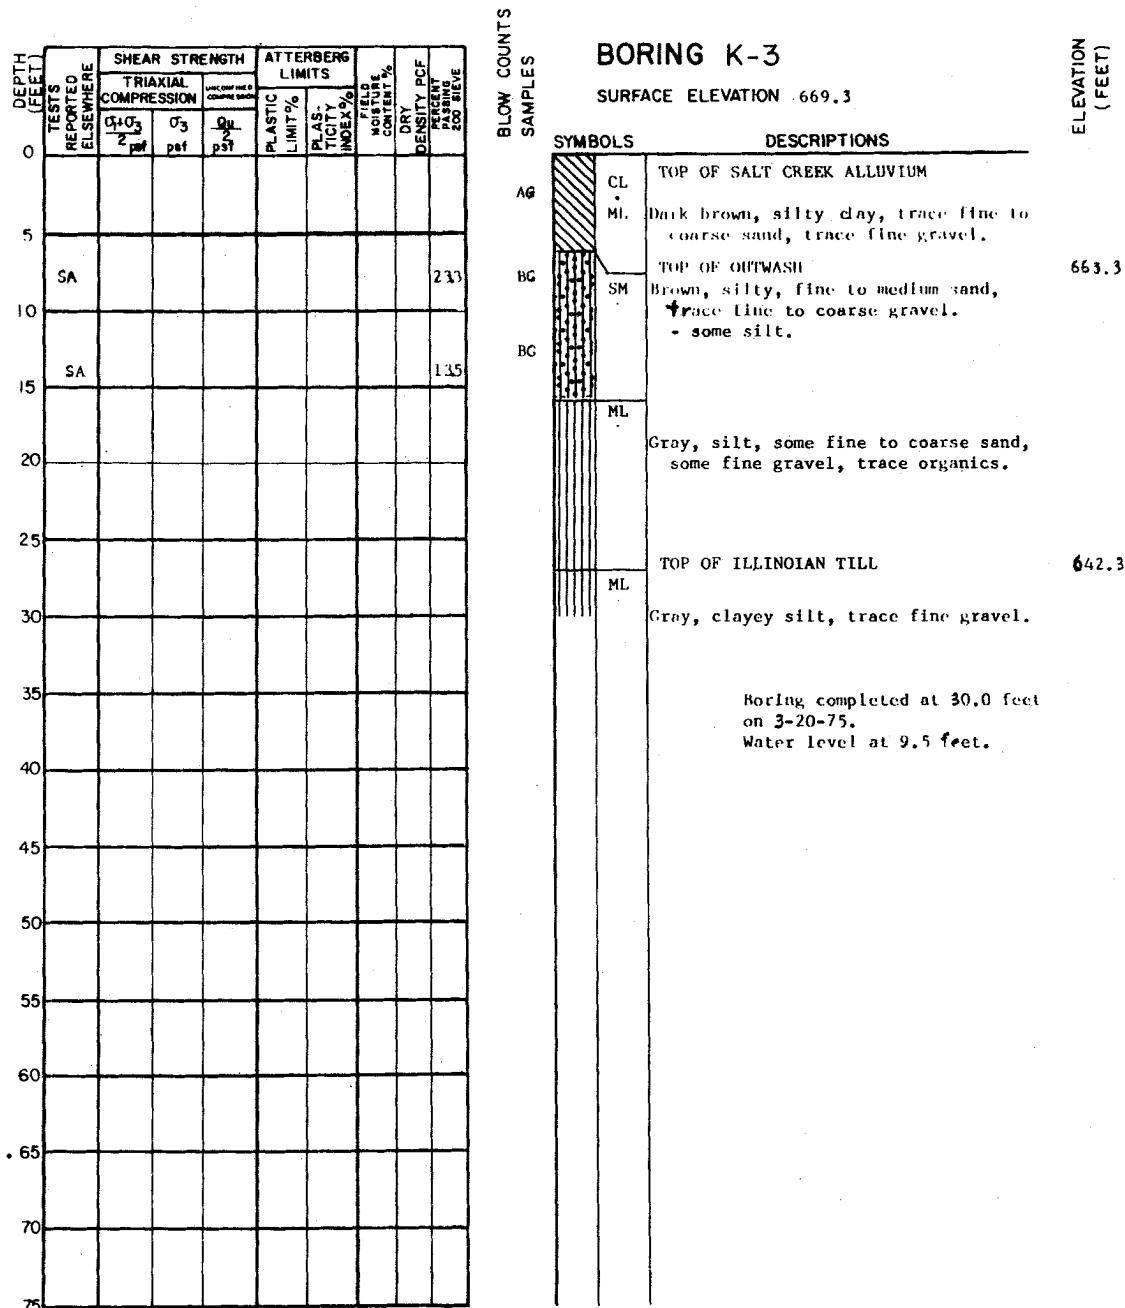 BORING K-3
SURFACE ELEVATION 669.3
DEPTH (FEET)
TESTS REPORTED ELSEWHERE
SHEAR STRENGTH
TRIAXIAL COMPRESSION
UNCONFINED COMPRESSION
σ1+σ3
2 psf
σ3
psf
Qu
2
psf
ATTERBERG LIMITS
PLASTIC LIMIT%
PLAS-
TICITY
INDEX%
FIELD MOISTURE CONTENT %
DRY DENSITY PCF
PERCENT PASSING 200 SIEVE
BLOW COUNTS
SAMPLES
SYMBOLS
DESCRIPTIONS
ELEVATION (FEET)
0
TOP OF SALT CREEK ALLUVIUM
AG
CL
ML
Dark brown, silty clay, trace fine to
coarse sand, trace fine gravel.
5
TOP OF OUTWASH
663.3
SA
233
BG
SM
Brown, silty, fine to medium sand,
trace fine to coarse gravel.
- some silt.
10
BG
SA
135
15
ML
Gray, silt, some fine to coarse sand,
some fine gravel, trace organics.
20
25
TOP OF ILLINOIAN TILL
642.3
ML
Gray, clayey silt, trace fine gravel.
30
35
Boring completed at 30.0 feet
on 3-20-75.
Water level at 9.5 feet.
40
45
50
55
60
65
70
75